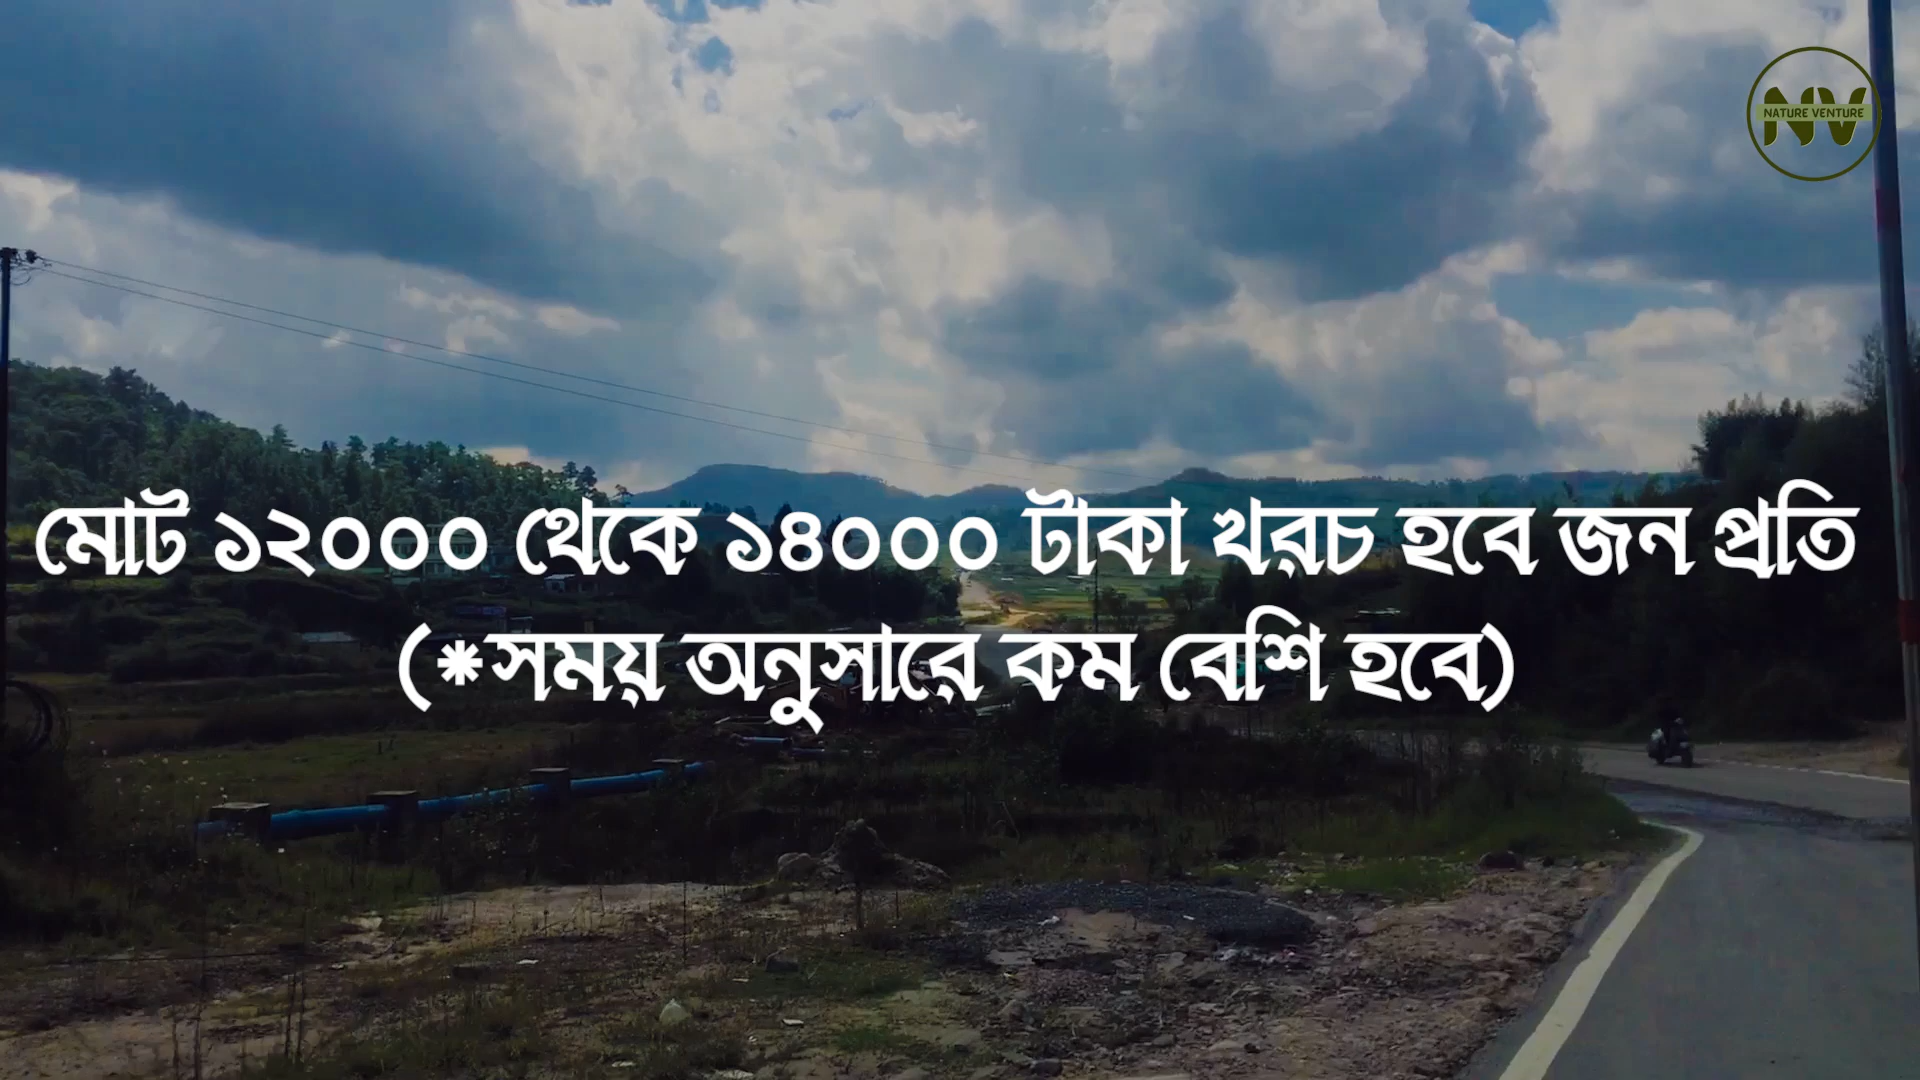 NATURE VENTURE
NV
মোট ১২০০০ থেকে ১৪০০০ টাকা খরচ হবে জন প্রতি
(*সময় অনুসারে কম বেশি হবে)